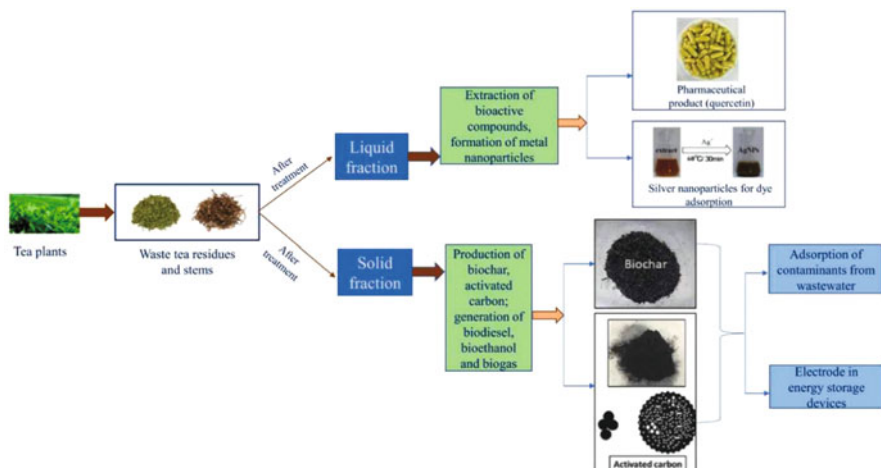 Tea plants
Waste tea residues
and stems
After
treatment
After
treatment
Liquid
fraction
Solid
fraction
Extraction of
bioactive
compounds,
formation of metal
nanoparticles
Production of
biochar,
activated carbon;
generation of
biodiesel,
bioethanol
and biogas
Pharmaceutical
product (quercetin)
extract
Ag⁺
30min
AgNPs
Silver nanoparticles for dye
adsorption
Biochar
Activated carbon
Adsorption of
contaminants from
wastewater
Electrode in
energy storage
devices